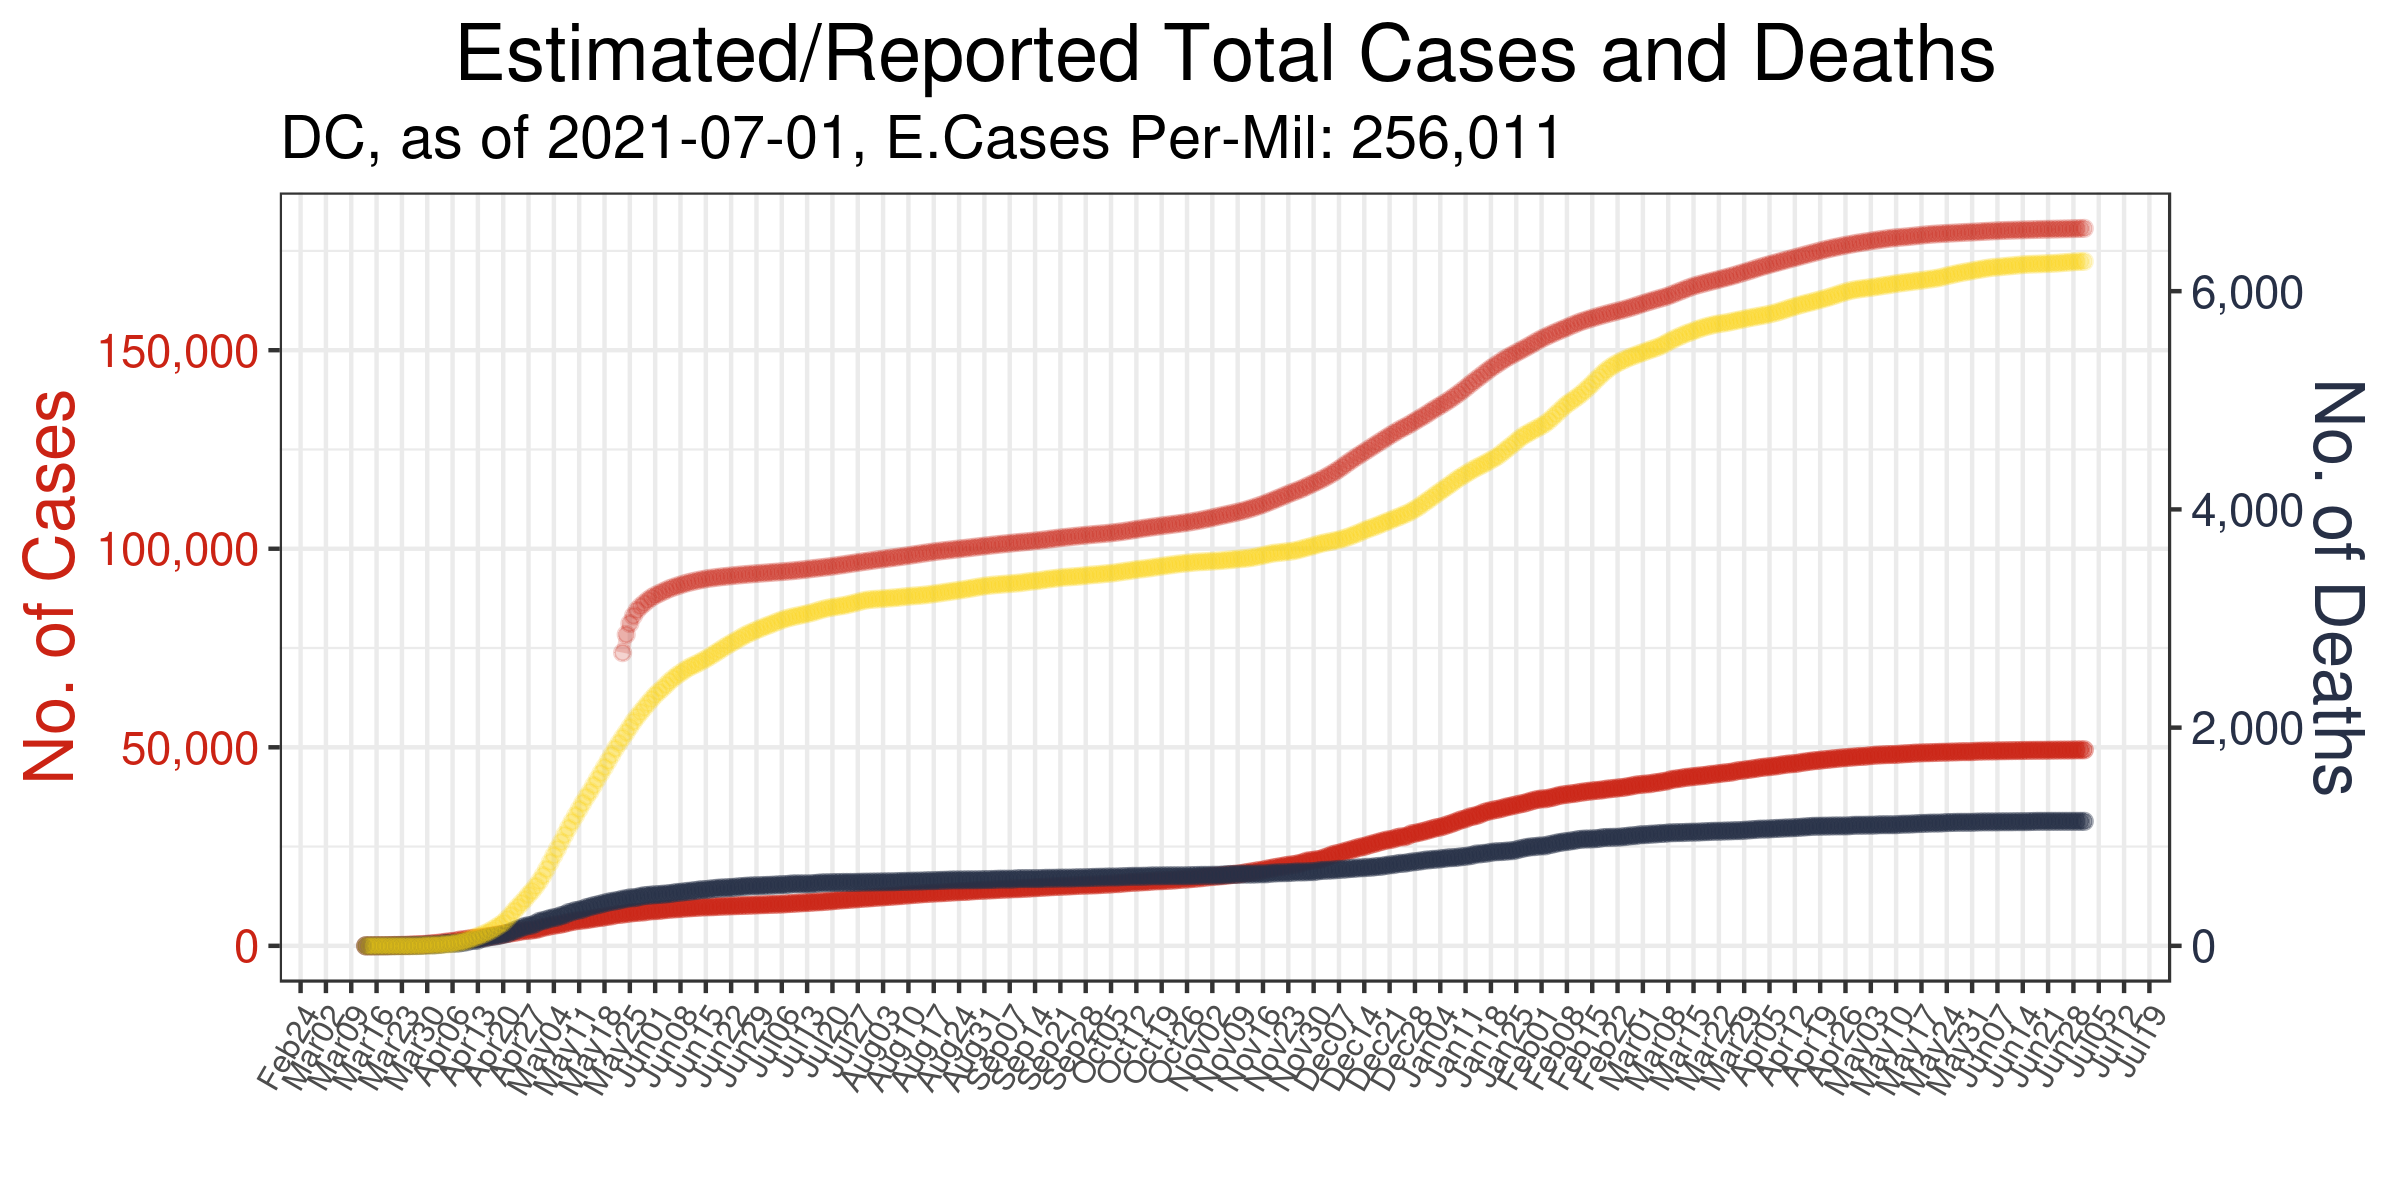 Estimated/Reported Total Cases and Deaths
DC, as of 2021-07-01, E.Cases Per-Mil: 256,011
No. of Cases
150,000
100,000
50,000
0
6,000
4,000
2,000
0
No. of Deaths
Feb24
Mar02
Mar09
Mar16
Mar23
Mar30
Apr06
Apr13
Apr20
Apr27
May04
May11
May18
May25
Jun01
Jun08
Jun15
Jun22
Jun29
Jul06
Jul13
Jul20
Jul27
Aug03
Aug10
Aug17
Aug24
Aug31
Sep07
Sep14
Sep21
Sep28
Oct05
Oct12
Oct19
Oct26
Nov02
Nov09
Nov16
Nov23
Nov30
Dec07
Dec14
Dec21
Dec28
Jan04
Jan11
Jan18
Jan25
Feb01
Feb08
Feb15
Feb22
Mar01
Mar08
Mar15
Mar22
Mar29
Apr05
Apr12
Apr19
Apr26
May03
May10
May17
May24
May31
Jun07
Jun14
Jun21
Jun28
Jul05
Jul12
Jul19